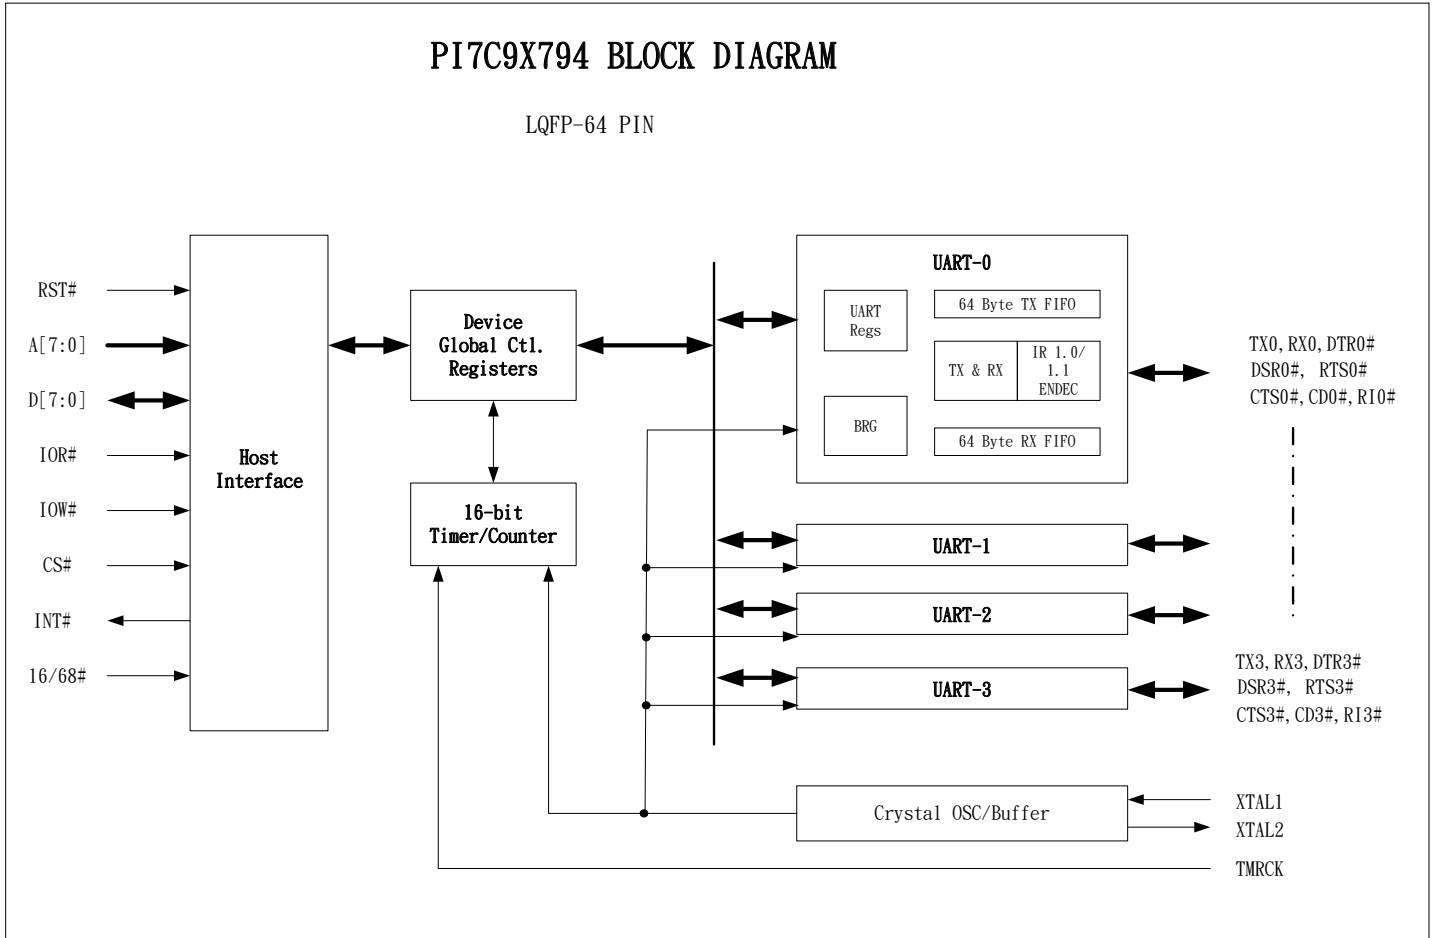 PI7C9X794 BLOCK DIAGRAM
LQFP-64 PIN
RST#
A[7:0]
D[7:0]
IOR#
IOW#
CS#
INT#
16/68#
Host
Interface
Device
Global Ctl.
Registers
16-bit
Timer/Counter
UART-0
UART
Regs
BRG
64 Byte TX FIFO
TX & RX
IR 1.0/
1.1
ENDEC
64 Byte RX FIFO
UART-1
UART-2
UART-3
Crystal OSC/Buffer
TX0, RX0, DTR0#
DSR0#, RTS0#
CTS0#, CD0#, RI0#
TX3, RX3, DTR3#
DSR3#, RTS3#
CTS3#, CD3#, RI3#
XTAL1
XTAL2
TMRCK